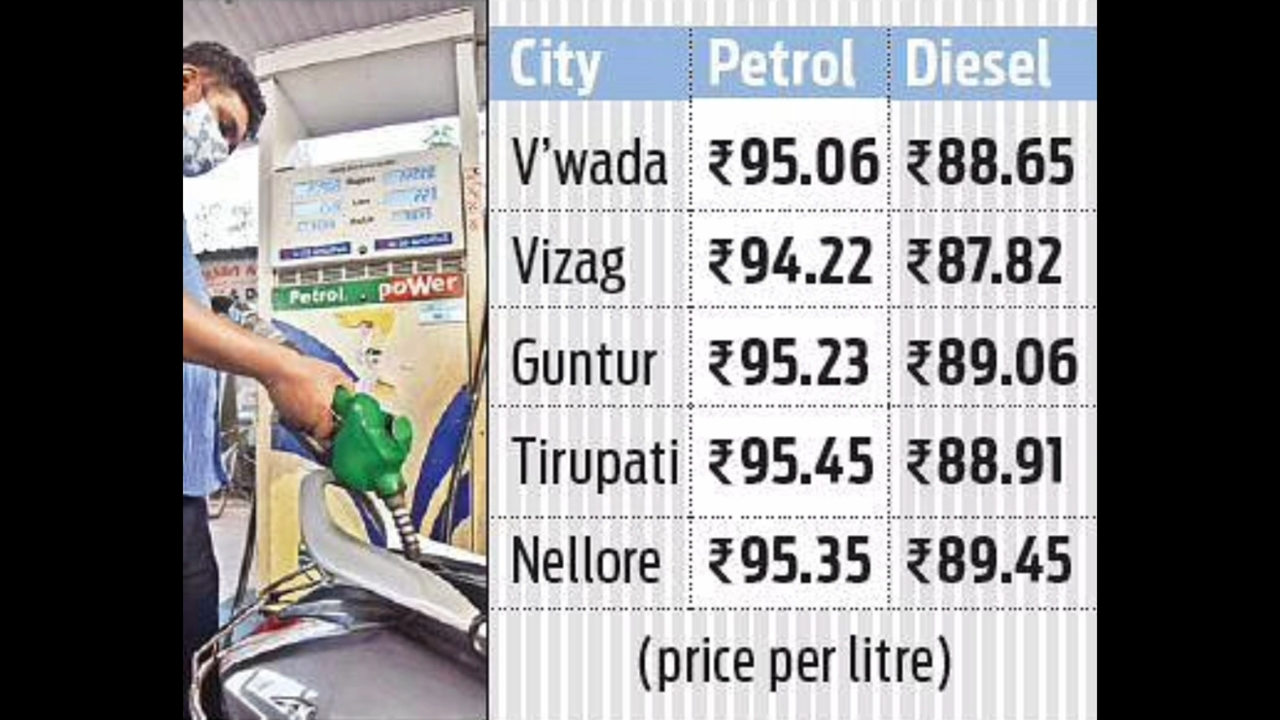 City Petrol Diesel
V'wada ₹95.06 ₹88.65
Vizag ₹94.22 ₹87.82
Guntur ₹95.23 ₹89.06
Tirupati ₹95.45 ₹88.91
Nellore ₹95.35 ₹89.45
(price per litre)
Petrol poWer